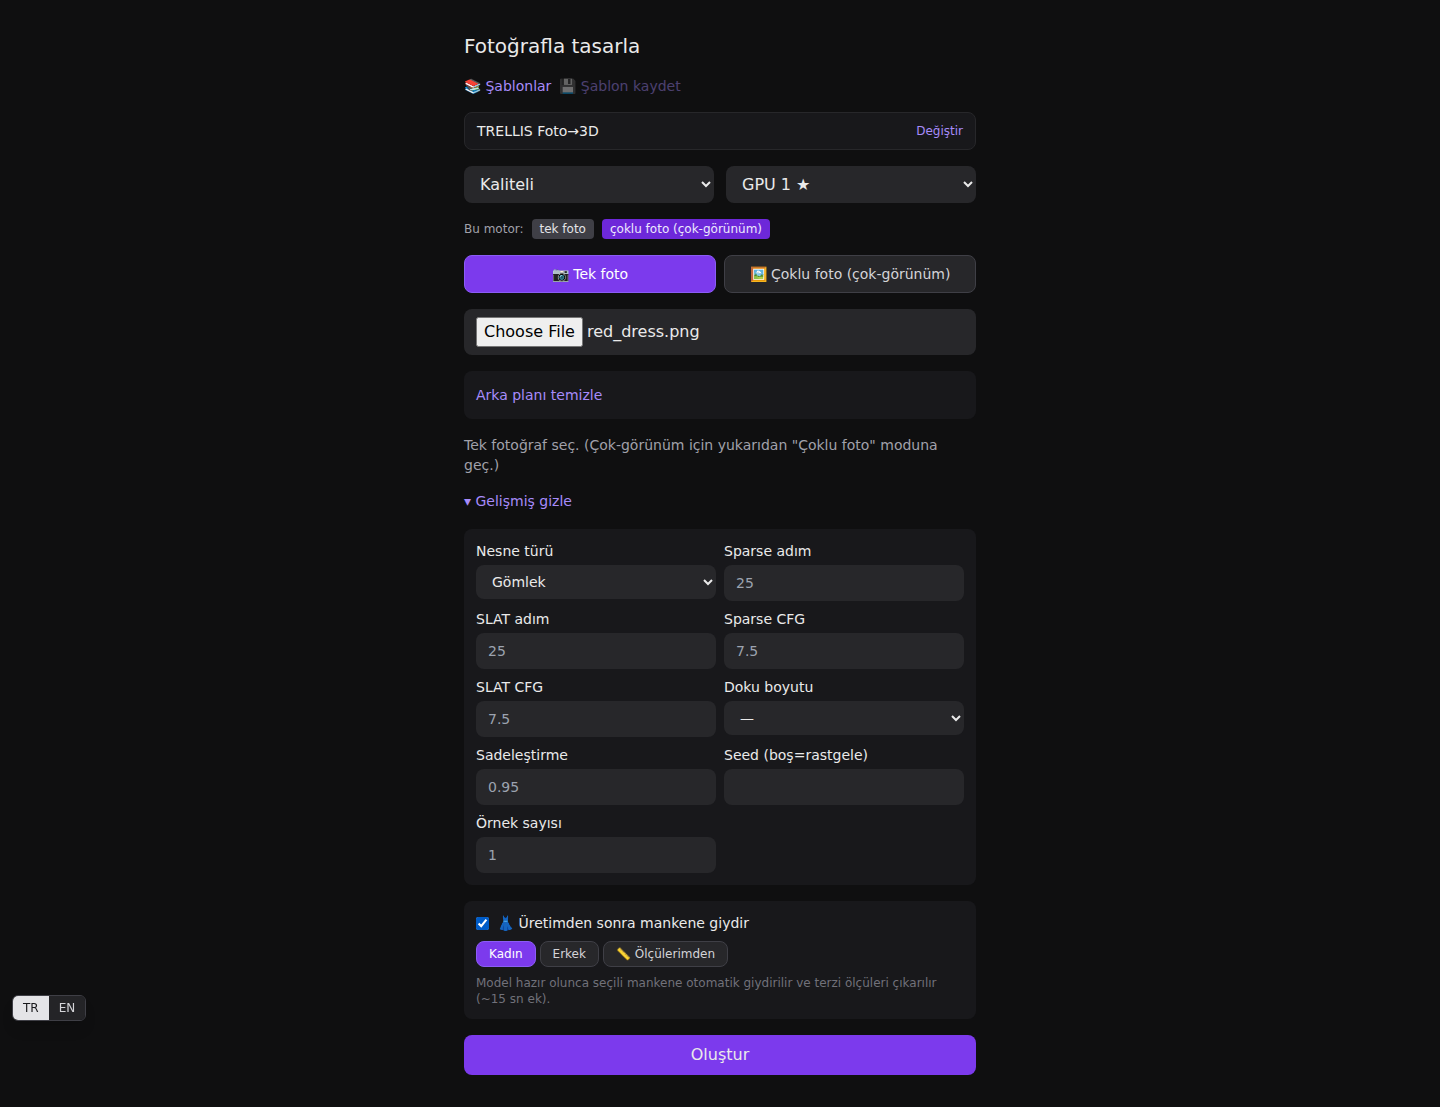 Fotoğrafla tasarla
📚 Şablonlar 💾 Şablon kaydet
TRELLIS Foto→3D Değiştir
Kaliteli GPU 1 ★
Bu motor: tek foto çoklu foto (çok-görünüm)
📷 Tek foto 🖼️ Çoklu foto (çok-görünüm)
Choose File red_dress.png
Arka planı temizle
Tek fotoğraf seç. (Çok-görünüm için yukarıdan "Çoklu foto" moduna
geç.)
▾ Gelişmiş gizle
Nesne türü Sparse adım
Gömlek 25
SLAT adım Sparse CFG
25 7.5
SLAT CFG Doku boyutu
7.5 —
Sadeleştirme Seed (boş=rastgele)
0.95
Örnek sayısı
1
👗 Üretimden sonra mankene giydir
Kadın Erkek 📏 Ölçülerimden
Model hazır olunca seçili mankene otomatik giydirilir ve terzi ölçüleri çıkarılır
(~15 sn ek).
TR EN
Oluştur